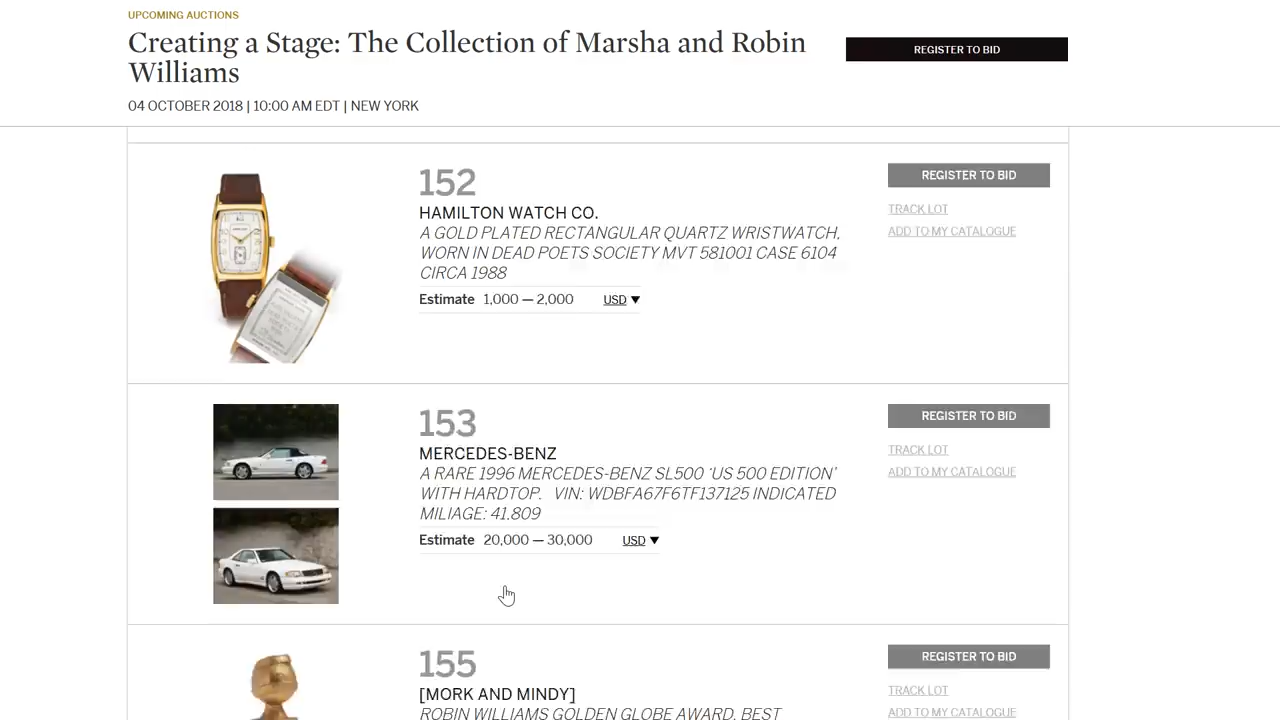 UPCOMING AUCTIONS
Creating a Stage: The Collection of Marsha and Robin
Williams
REGISTER TO BID
04 OCTOBER 2018 | 10:00 AM EDT | NEW YORK
152
HAMILTON WATCH CO.
A GOLD PLATED RECTANGULAR QUARTZ WRISTWATCH,
WORN IN DEAD POETS SOCIETY MVT 581001 CASE 6104
CIRCA 1988
Estimate 1,000 — 2,000 USD ▼
REGISTER TO BID
TRACK LOT
ADD TO MY CATALOGUE
153
MERCEDES-BENZ
A RARE 1996 MERCEDES-BENZ SL500 ‘US 500 EDITION’
WITH HARDTOP. VIN: WDBFA67F6TF137125 INDICATED
MILIAGE: 41.809
Estimate 20,000 — 30,000 USD ▼
REGISTER TO BID
TRACK LOT
ADD TO MY CATALOGUE
155
[MORK AND MINDY]
ROBIN WILLIAMS GOLDEN GLOBE AWARD, BEST
REGISTER TO BID
TRACK LOT
ADD TO MY CATALOGUE